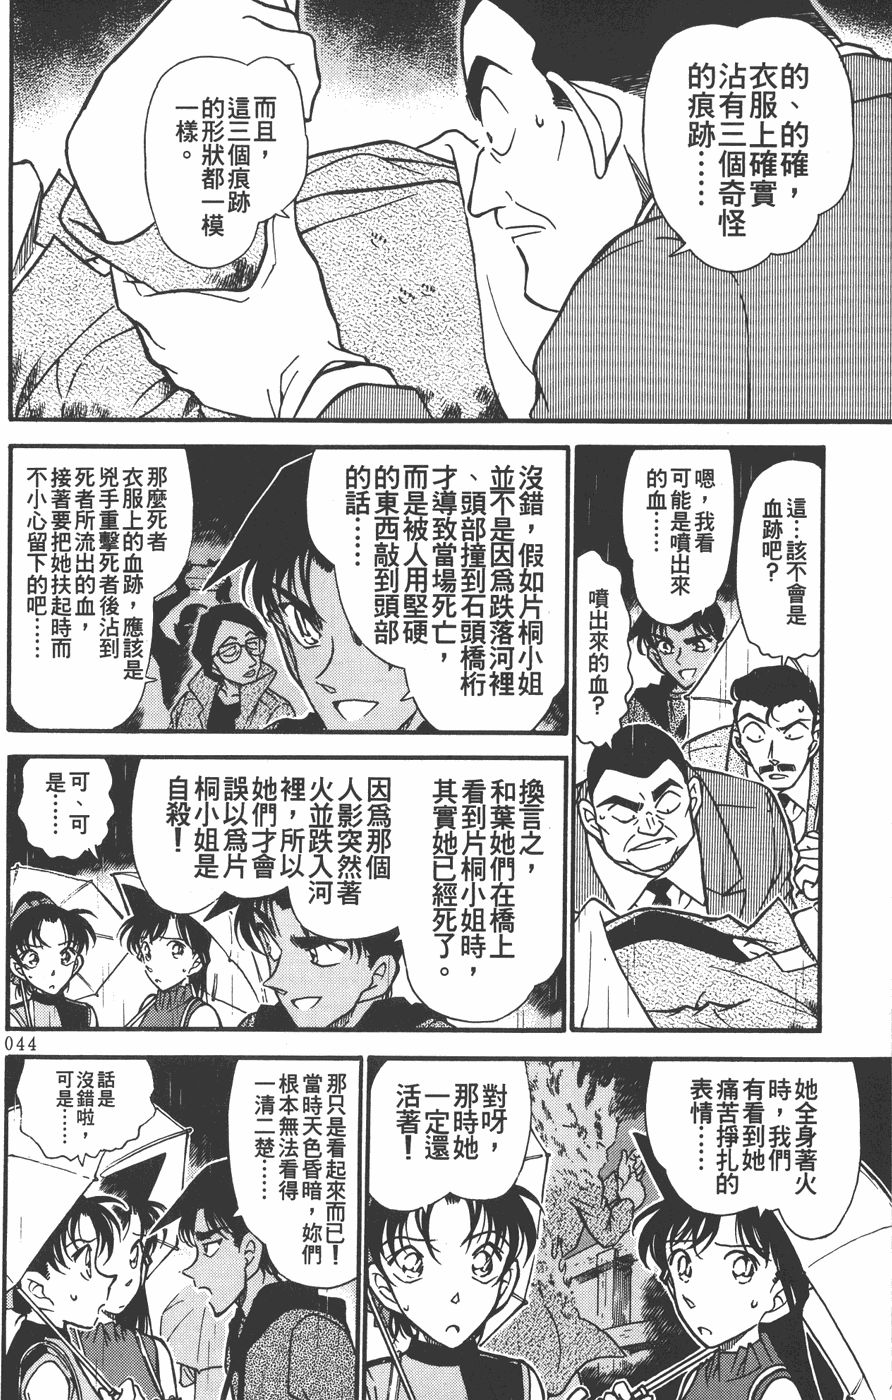 的、的確，
衣服上確實
沾有三個奇怪
的痕跡……
而且，
這三個痕跡
的形狀都一模
一樣。
這…該不會是
血跡吧？
嗯，我看
可能是噴出來
的血……
噴出來的血？
沒錯，假如片桐小姐
並不是因爲跌落河裡
、頭部撞到石頭橋桁
才導致當場死亡，
而是被人用堅硬
的東西敲到頭部
的話……
那麼死者
衣服上的血跡，應該是
兇手重擊死者後沾到
死者所流出的血，
接著要把她扶起時而
不小心留下的吧……
換言之，
和葉她們在橋上
看到片桐小姐時，
其實她已經死了。
因爲那個
人影突然著
火並跌入河
裡，所以
她們才會
誤以爲片
桐小姐是
自殺！
可、可
是……
044
她全身著火
時，我們
有看到她
痛苦掙扎的
表情…
對呀，
那時她
一定還
活著！
那只是看起來而已！
當時天色昏暗，妳們
根本無法看得
一清二楚……
話是
沒錯啦，
可是……